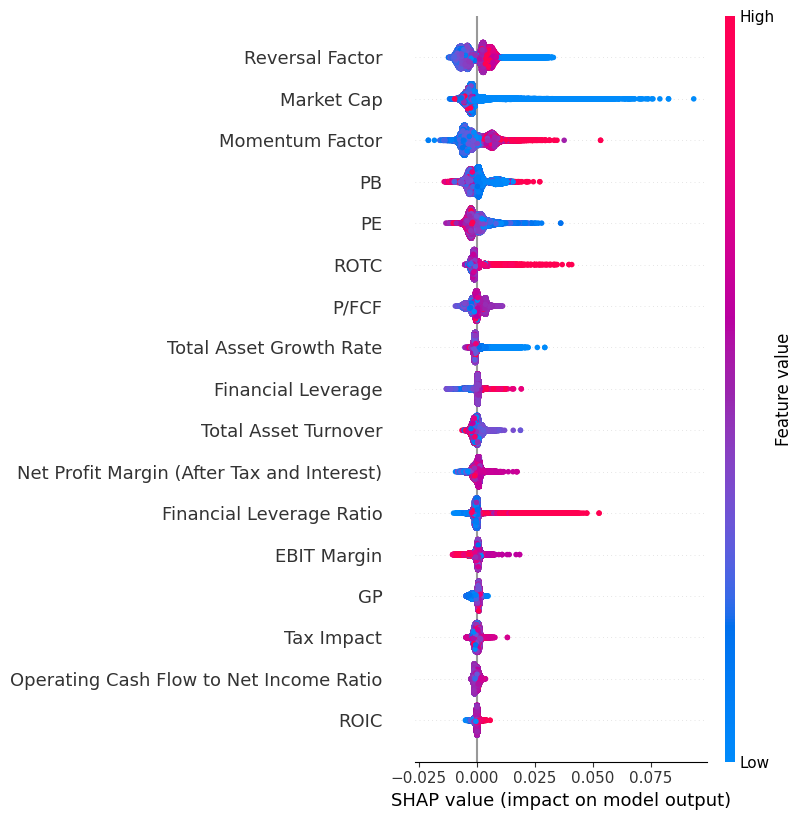 High
Reversal Factor
Market Cap
Momentum Factor
PB
PE
ROTC
P/FCF
Total Asset Growth Rate
Financial Leverage
Total Asset Turnover
Net Profit Margin (After Tax and Interest)
Financial Leverage Ratio
EBIT Margin
GP
Tax Impact
Operating Cash Flow to Net Income Ratio
ROIC
Feature value
Low
−0.025 0.000 0.025 0.050 0.075
SHAP value (impact on model output)